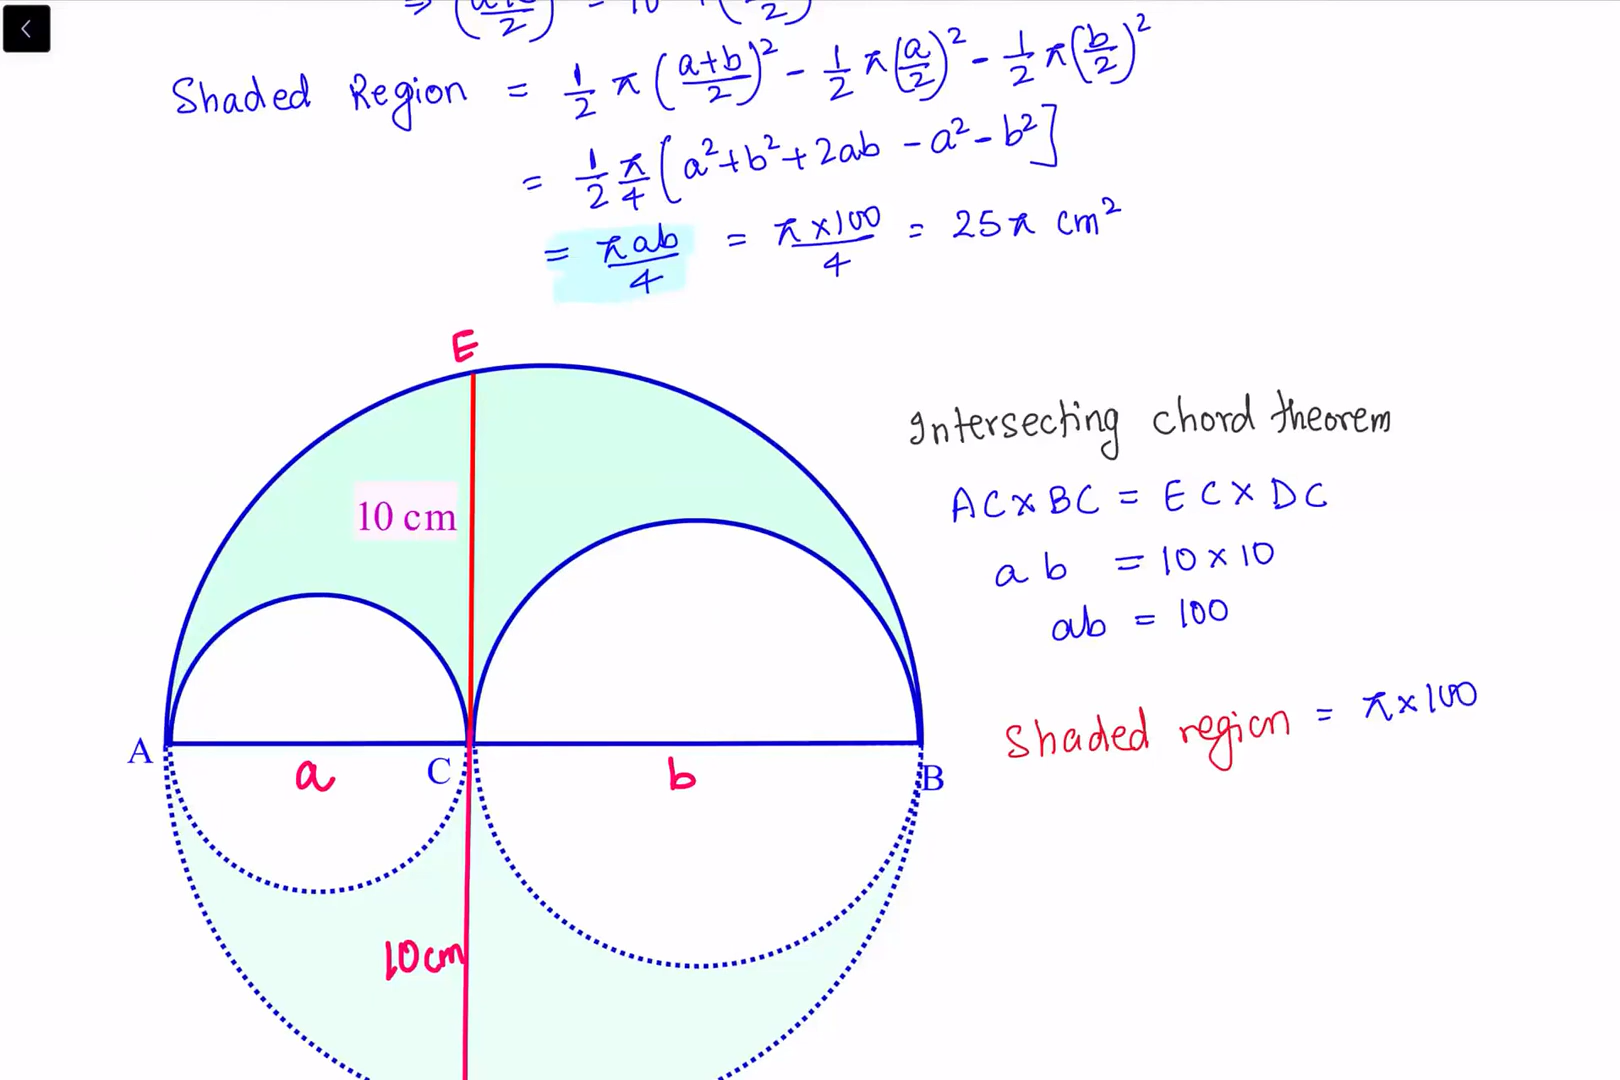 Shaded Region = 1/2 π ((a+b)/2)² - 1/2 π (a/2)² - 1/2 π (b/2)²
= 1/2 π/4 [a²+b²+2ab -a²-b²]
= πab/4 = π×100/4 = 25π cm²
E
Intersecting chord theorem
10 cm
AC×BC = EC×DC
ab = 10×10
ab = 100
Shaded region = π×100
A
a
C
b
B
10cm